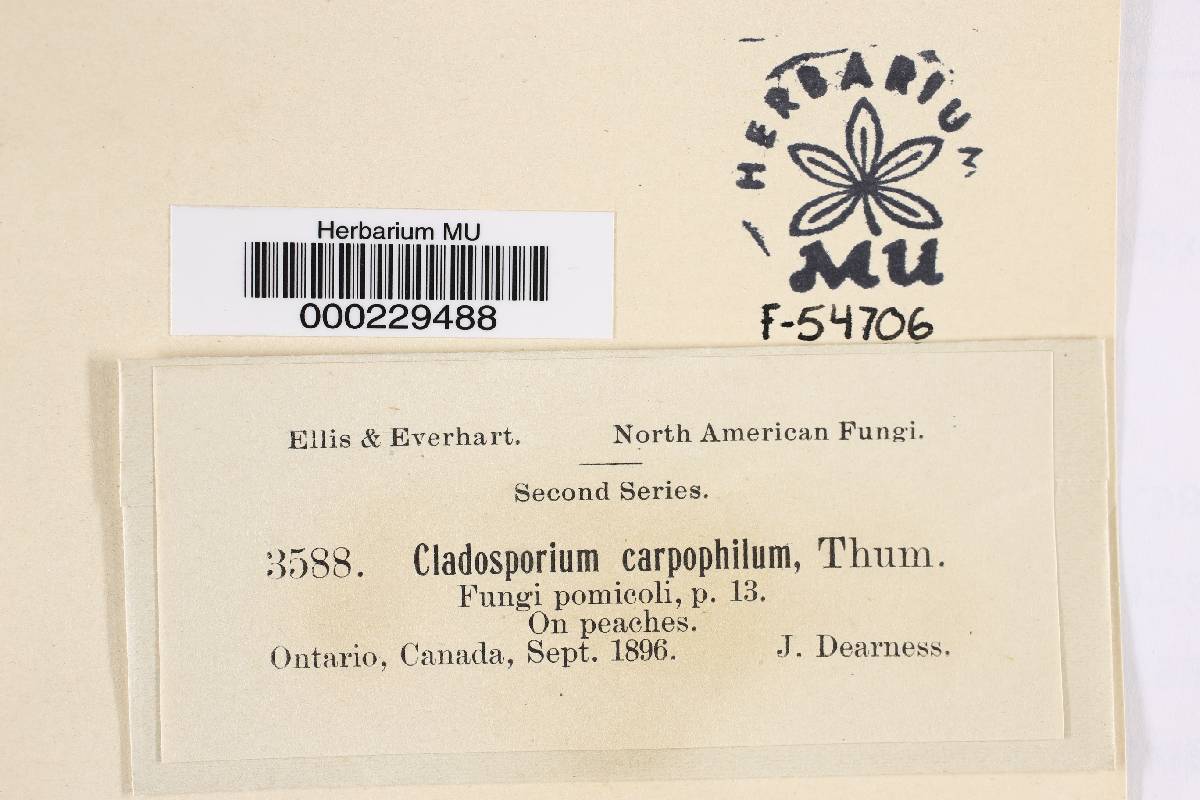 HERBARIUM
MU
F-54706
Herbarium MU
000229488
Ellis & Everhart. North American Fungi.
Second Series.
3588. Cladosporium carpophilum, Thum.
Fungi pomicoli, p. 13.
On peaches.
Ontario, Canada, Sept. 1896. J. Dearness.